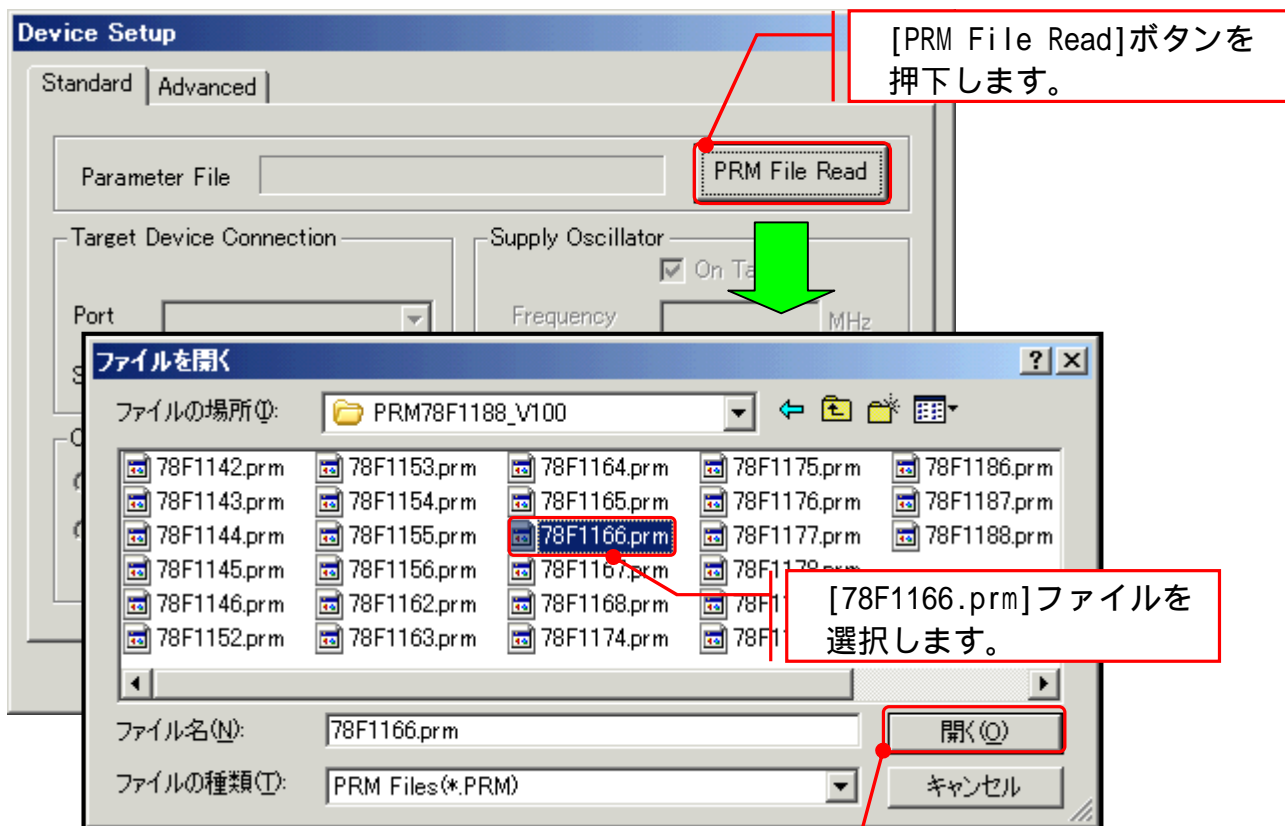 Device Setup
[PRM File Read]ボタンを
押下します。
Standard
Advanced
Parameter File
PRM File Read
Target Device Connection
Supply Oscillator
On Ta
Port
Frequency
MHz
ファイルを開く
ファイルの場所(I):
PRM78F1188_V100
78F1142.prm
78F1143.prm
78F1144.prm
78F1145.prm
78F1146.prm
78F1152.prm
78F1153.prm
78F1154.prm
78F1155.prm
78F1156.prm
78F1162.prm
78F1163.prm
78F1164.prm
78F1165.prm
78F1166.prm
78F1167.prm
78F1168.prm
78F1174.prm
78F1175.prm
78F1176.prm
78F1177.prm
78F1178.prm
78F1
78F1
78F1186.prm
78F1187.prm
78F1188.prm
[78F1166.prm]ファイルを
選択します。
ファイル名(N):
78F1166.prm
開く(O)
ファイルの種類(T):
PRM Files(*.PRM)
キャンセル